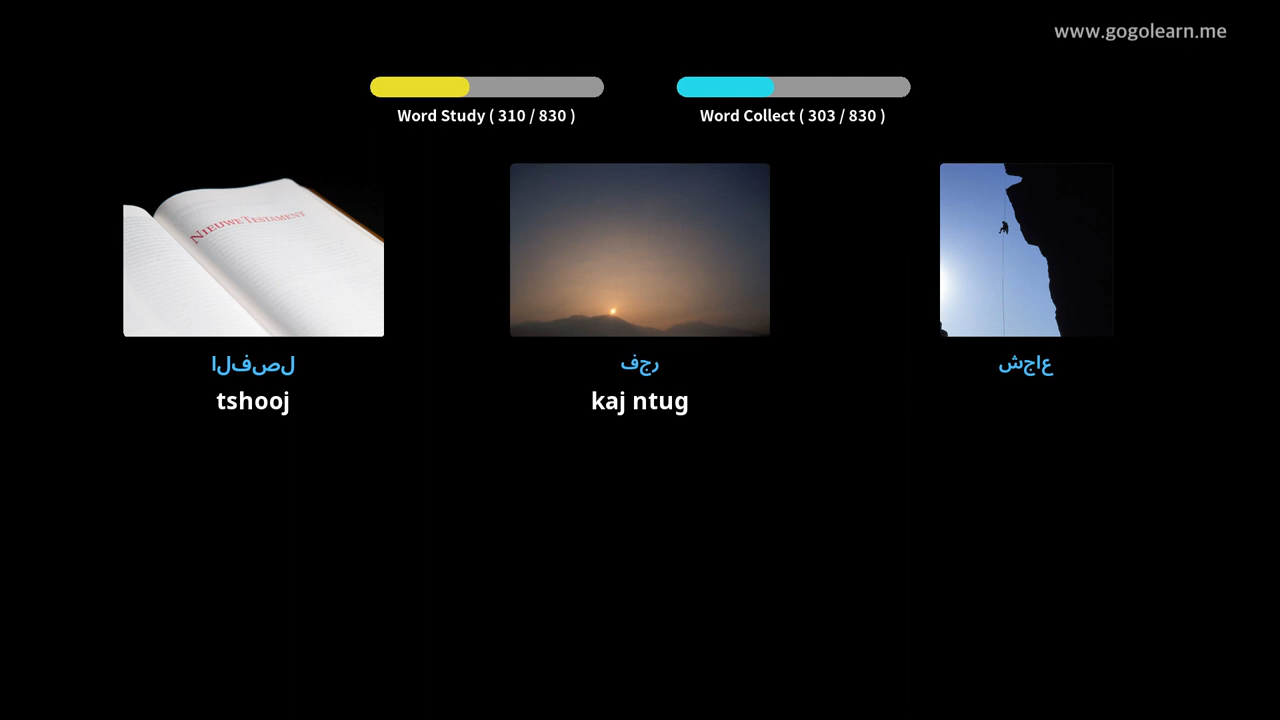 www.gogolearn.me
Word Study ( 310 / 830 )
Word Collect ( 303 / 830 )
NIEUWE TESTAMENT
الفصل
tshooj
فجر
kaj ntug
شجاع